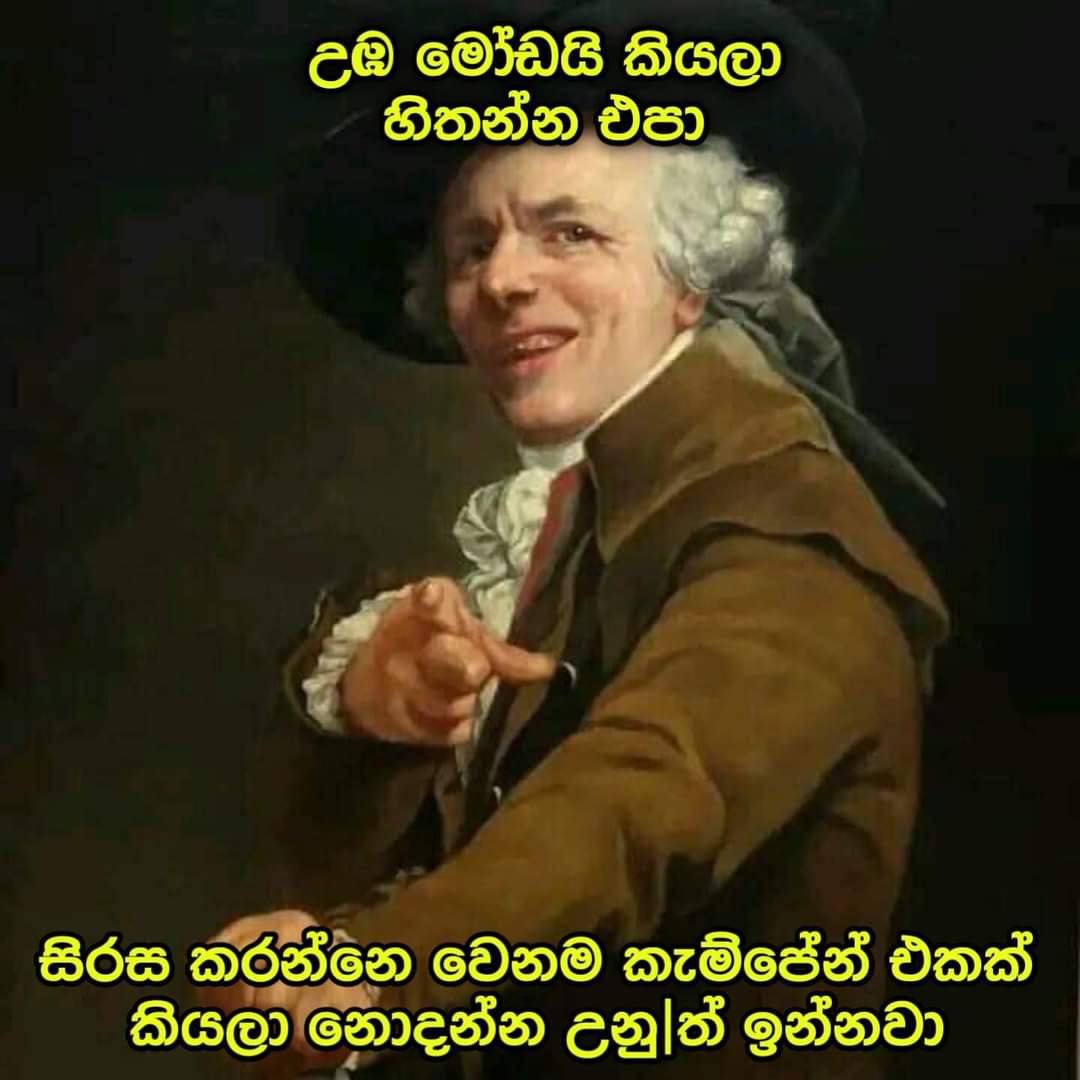 උඹ මෝඩයි කියලා
හිතන්න එපා
සිරස කරන්නෙ වෙනම කැම්පේන් එකක්
කියලා නොදන්න උනු|ත් ඉන්නවා